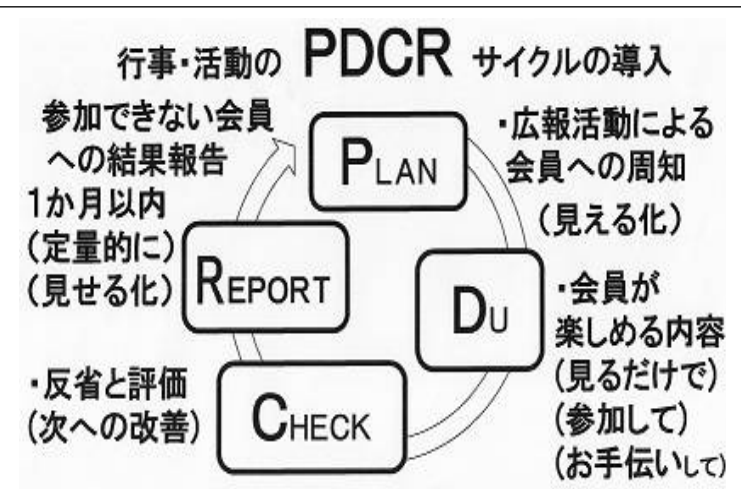 行事・活動の PDCR サイクルの導入
参加できない会員
への結果報告
1か月以内
(定量的に)
(見せる化)
PLAN
・広報活動による
会員への周知
(見える化)
REPORT
DU
・会員が
楽しめる内容
(見るだけで)
(参加して)
(お手伝いして)
・反省と評価
(次への改善)
CHECK